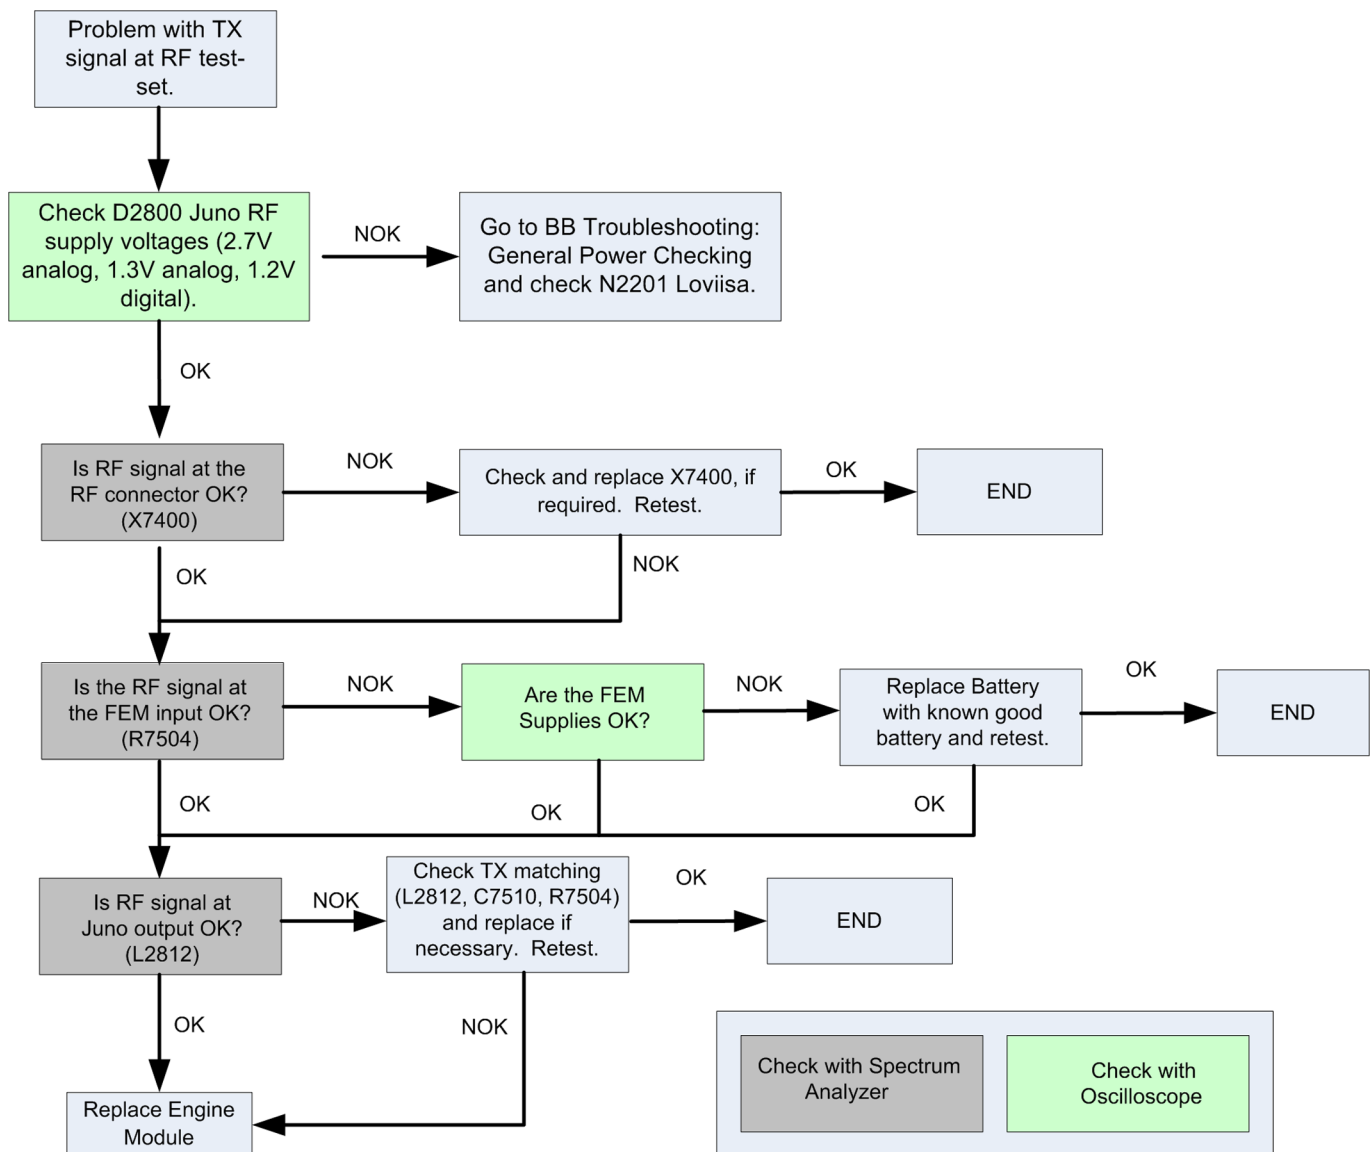 Problem with TX
signal at RF test-
set.
Check D2800 Juno RF
supply voltages (2.7V
analog, 1.3V analog, 1.2V
digital).
NOK
Go to BB Troubleshooting:
General Power Checking
and check N2201 Loviisa.
OK
Is RF signal at the
RF connector OK?
(X7400)
NOK
Check and replace X7400, if
required. Retest.
OK
END
OK
NOK
Is the RF signal at
the FEM input OK?
(R7504)
NOK
Are the FEM
Supplies OK?
NOK
Replace Battery
with known good
battery and retest.
OK
END
OK
OK
OK
Is RF signal at
Juno output OK?
(L2812)
NOK
Check TX matching
(L2812, C7510, R7504)
and replace if
necessary. Retest.
OK
END
OK
NOK
Replace Engine
Module
Check with Spectrum
Analyzer
Check with
Oscilloscope